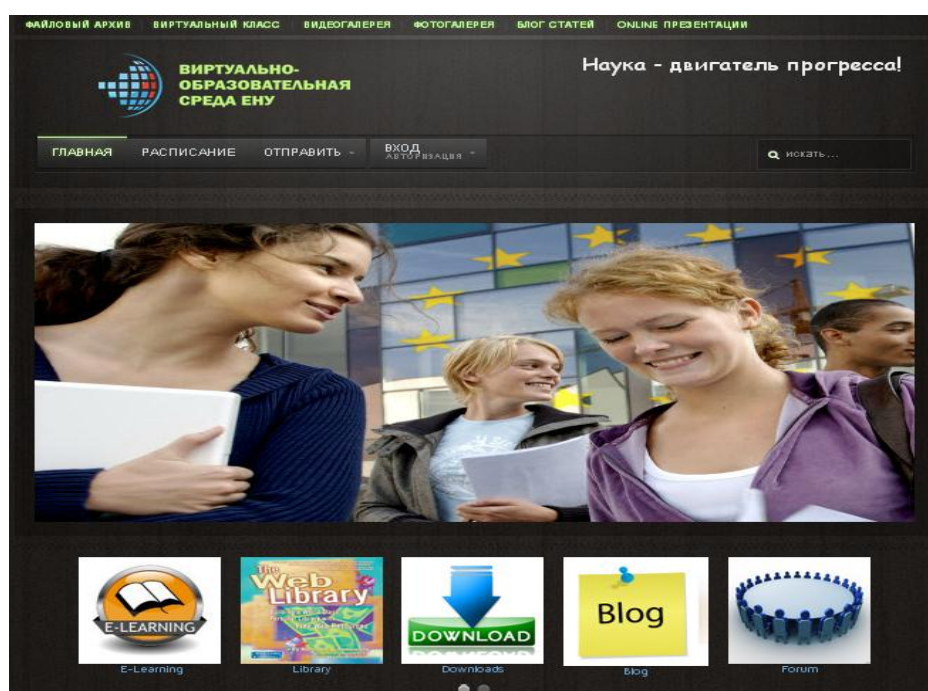 ФАЙЛОВЫЙ АРХИВ ВИРТУАЛЬНЫЙ КЛАСС ВИДЕОГАЛЕРЕЯ ФОТОГАЛЕРЕЯ БЛОГ СТАТЕЙ ONLINE ПРЕЗЕНТАЦИИ
ВИРТУАЛЬНО-
ОБРАЗОВАТЕЛЬНАЯ
СРЕДА ЕНУ
Наука - двигатель прогресса!
ГЛАВНАЯ РАСПИСАНИЕ ОТПРАВИТЬ ВХОД
АВТОРИЗАЦИЯ
искать...
E-LEARNING
The
Web
Library
DOWNLOAD
Blog
E-Learning Library Downloads Blog Forum